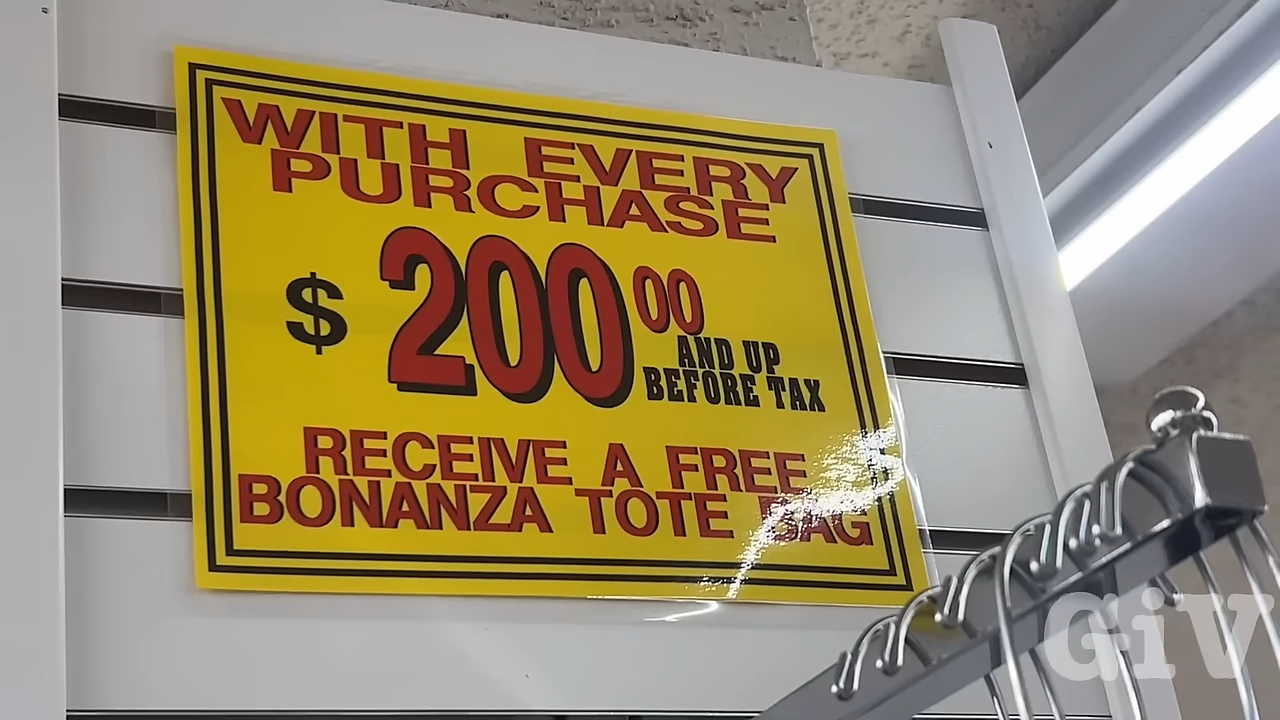 WITH EVERY
PURCHASE
$ 200 00
AND UP
BEFORE TAX
RECEIVE A FREE
BONANZA TOTE BAG
GiV